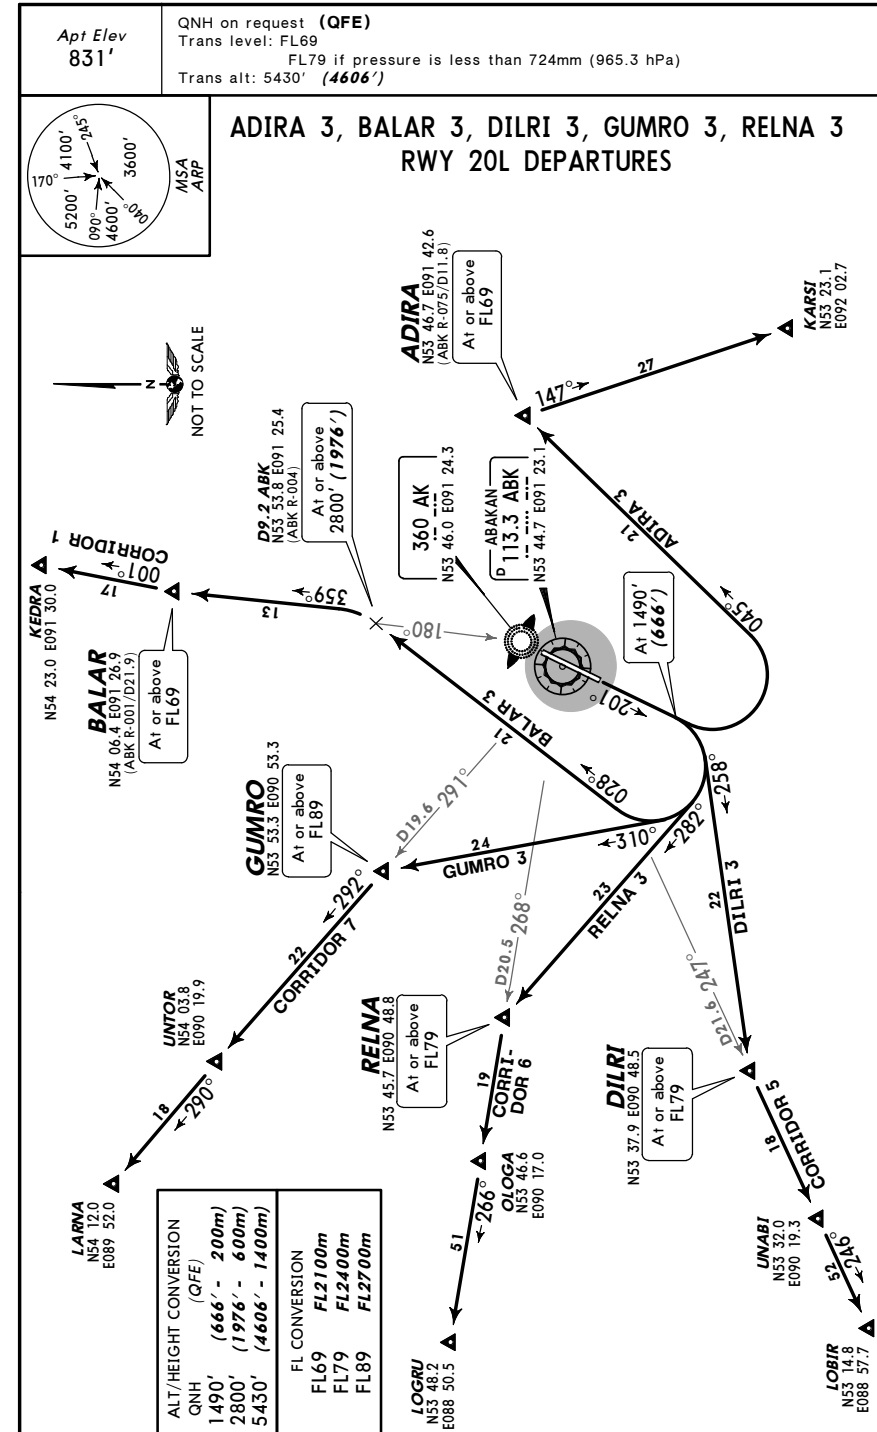 Apt Elev
831'
QNH on request (QFE)
Trans level: FL69
FL79 if pressure is less than 724mm (965.3 hPa)
Trans alt: 5430' (4606')
ADIRA 3, BALAR 3, DILRI 3, GUMRO 3, RELNA 3
RWY 20L DEPARTURES
MSA
ARP
245°
170°
4100'
3600'
5200'
090°
4600'
040°
N
NOT TO SCALE
ADIRA
N53 46.7 E091 42.6
(ABK R-075/D11.8)
At or above
FL69
KARSI
N53 23.1
E092 02.7
147°
27
D9.2 ABK
N53 53.8 E091 25.4
(ABK R-004)
At or above
2800' (1976')
360 AK
N53 46.0 E091 24.3
ABAKAN
D 113.3 ABK
N53 44.7 E091 23.1
ADIRA 3
21
045°
At 1490'
(666')
201°
180°
CORRIDOR 1
KEDRA
N54 23.0 E091 30.0
17
001°
BALAR
N54 06.4 E091 26.9
(ABK R-001/D21.9)
At or above
FL69
13
359°
BALAR 3
21
028°
GUMRO
N53 53.3 E090 53.3
At or above
FL89
D19.6 291°
24
GUMRO 3
310°
282°
258°
23
RELNA 3
22
DILRI 3
D20.5 268°
D21.6 247°
292°
22
CORRIDOR 7
UNTOR
N54 03.8
E090 19.9
18
290°
LARNA
N54 12.0
E089 52.0
RELNA
N53 45.7 E090 48.8
At or above
FL79
19
CORRI-
DOR 6
OLOGA
N53 46.6
E090 17.0
266°
51
LOGRU
N53 48.2
E088 50.5
DILRI
N53 37.9 E090 48.5
At or above
FL79
CORRIDOR 5
18
UNABI
N53 32.0
E090 19.3
246°
52
LOBIR
N53 14.8
E088 57.7
ALT/HEIGHT CONVERSION
QNH (QFE)
1490' (666' - 200m)
2800' (1976' - 600m)
5430' (4606' - 1400m)
FL CONVERSION
FL69 FL2100m
FL79 FL2400m
FL89 FL2700m